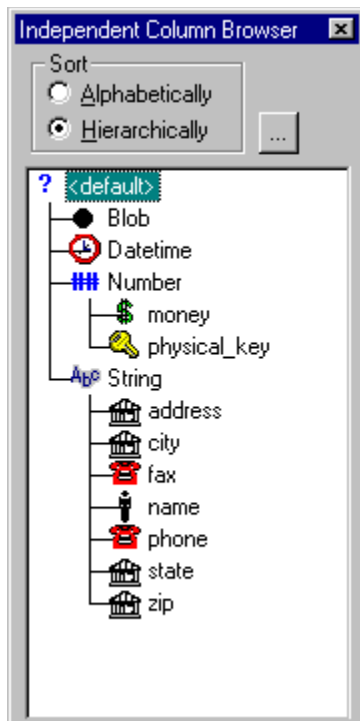 Independent Column Browser
Sort
Alphabetically
Hierarchically
...
? <default>
Blob
Datetime
### Number
$ money
physical_key
Abc String
address
city
fax
name
phone
state
zip